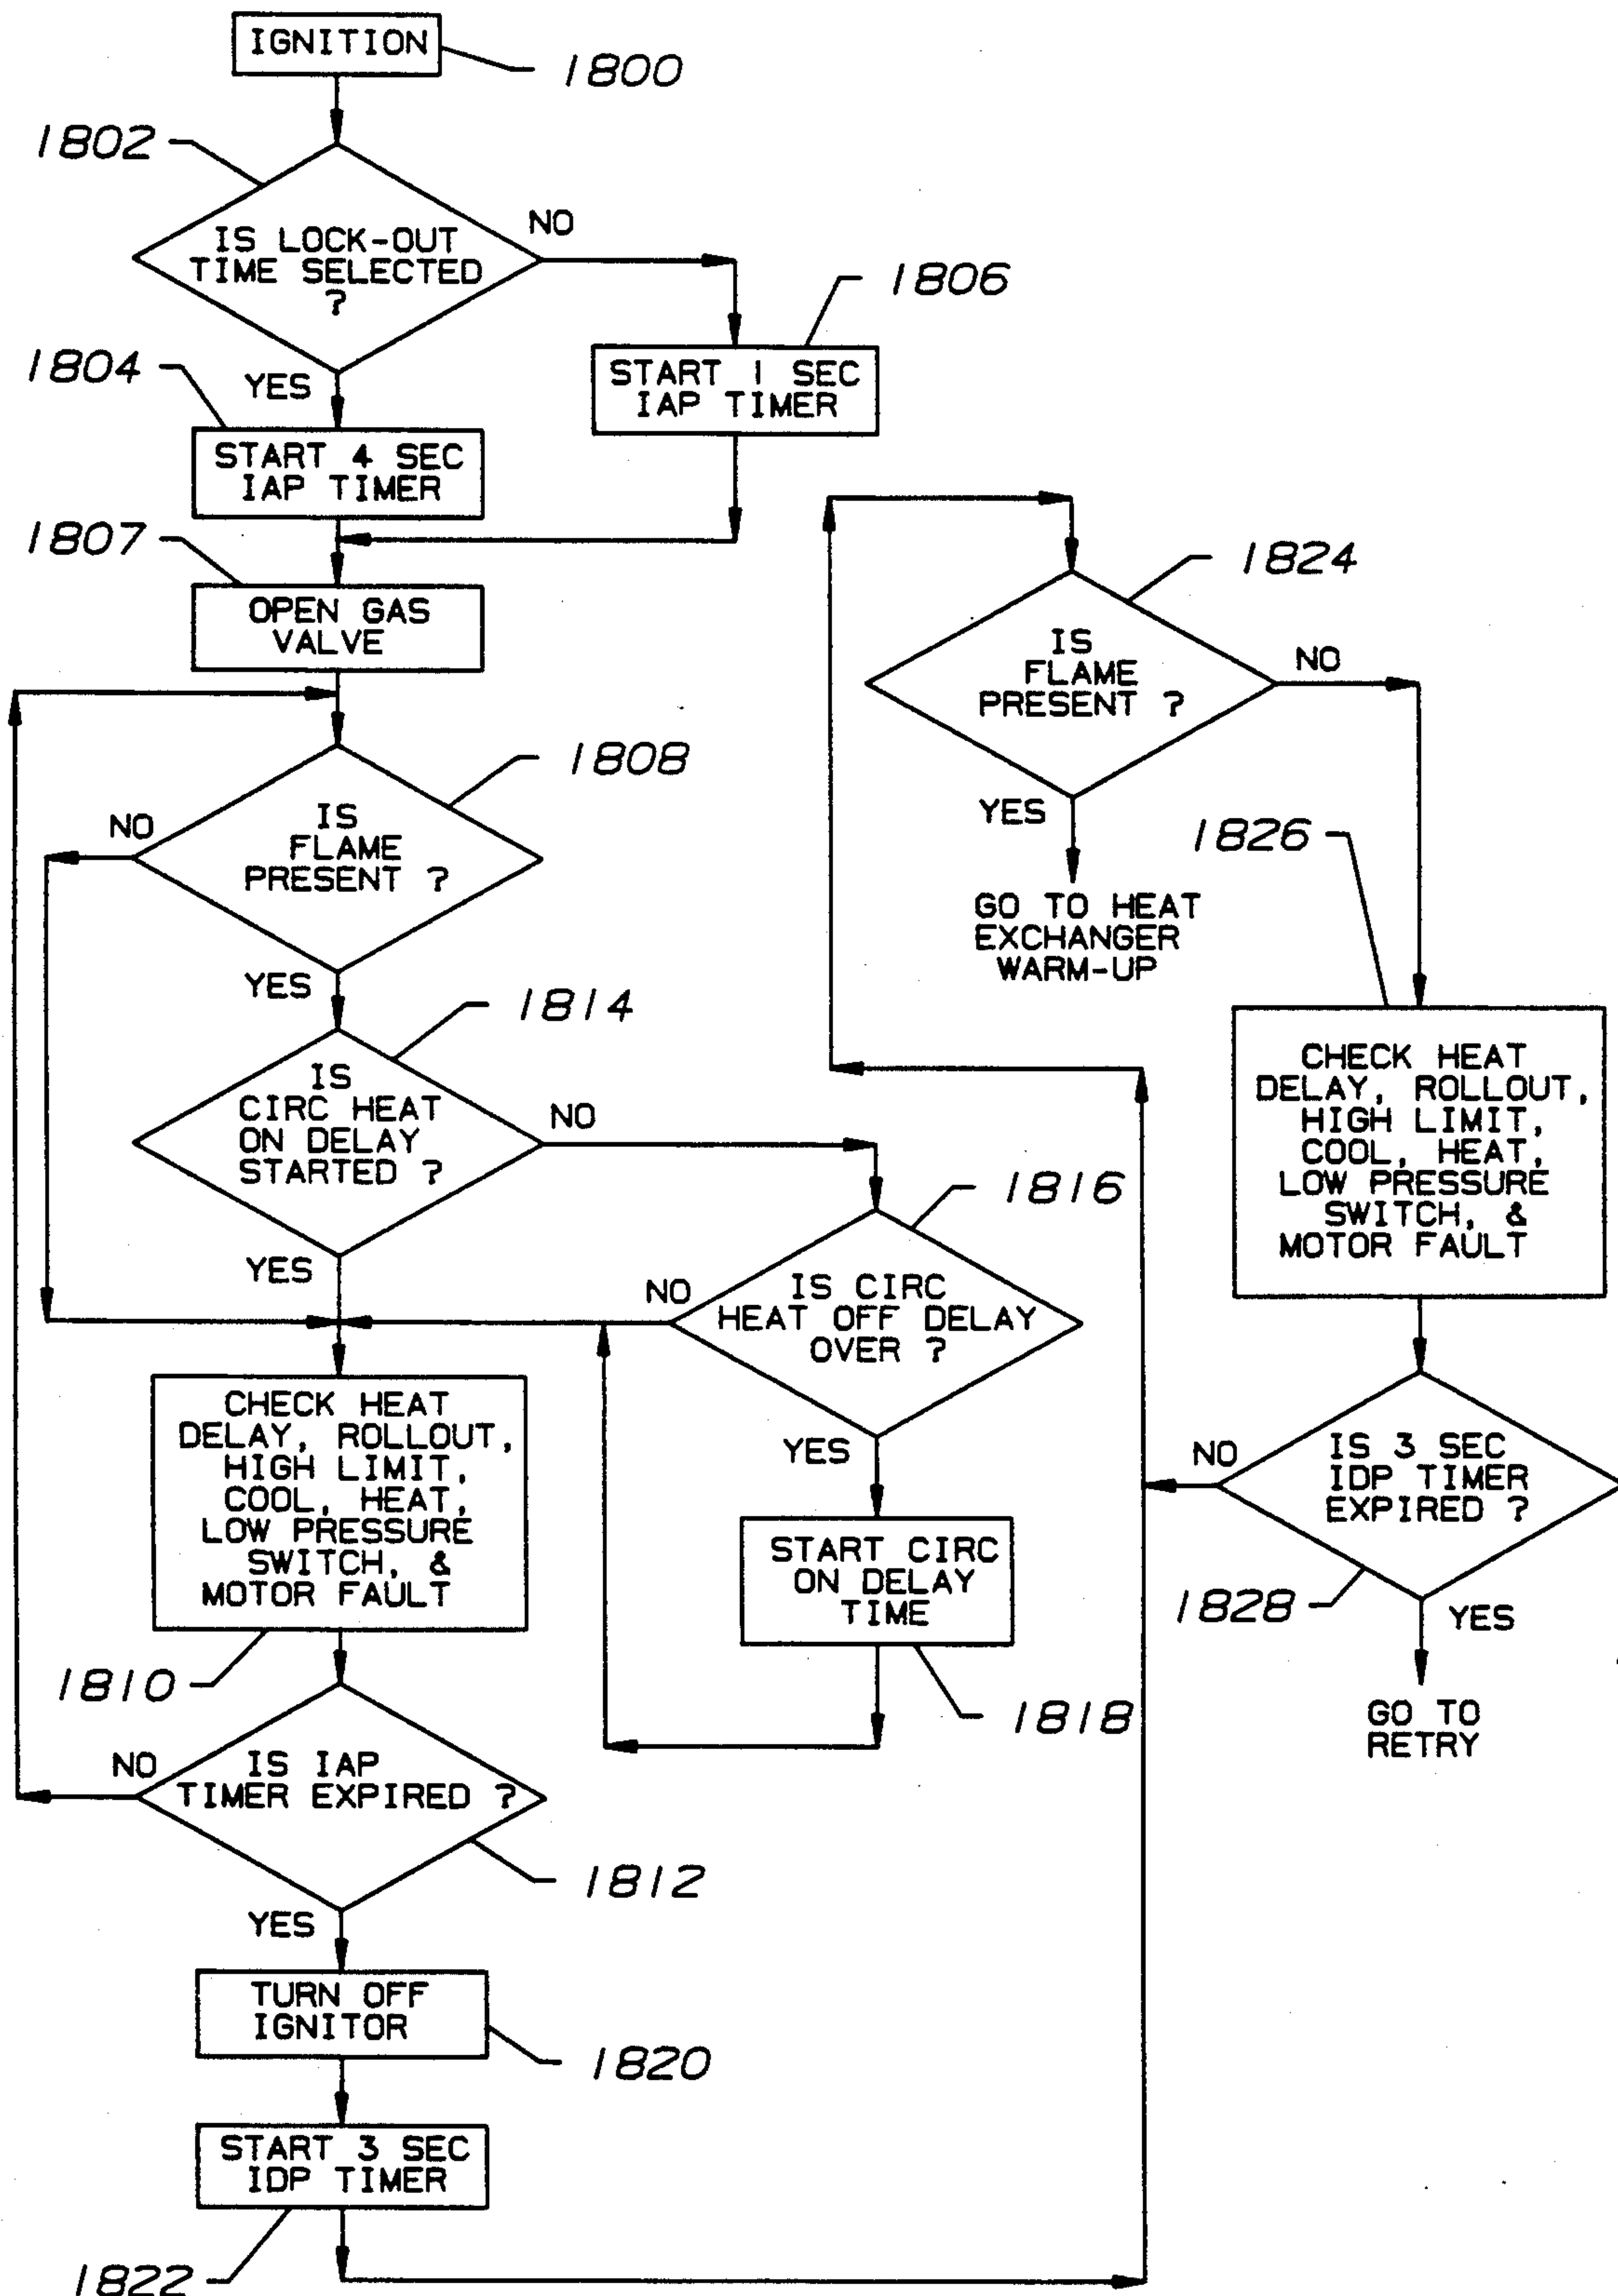 IGNITION
1800
1802
IS LOCK-OUT
TIME SELECTED
?
NO
YES
1806
START 1 SEC
IAP TIMER
1804
START 4 SEC
IAP TIMER
1807
OPEN GAS
VALVE
1808
IS
FLAME
PRESENT ?
NO
YES
1814
IS
CIRC HEAT
ON DELAY
STARTED ?
NO
YES
1816
IS CIRC
HEAT OFF DELAY
OVER ?
NO
YES
START CIRC
ON DELAY
TIME
1818
CHECK HEAT
DELAY, ROLLOUT,
HIGH LIMIT,
COOL, HEAT,
LOW PRESSURE
SWITCH, &
MOTOR FAULT
1810
IS IAP
TIMER EXPIRED ?
NO
1812
YES
TURN OFF
IGNITOR
1820
START 3 SEC
IDP TIMER
1822
1824
IS
FLAME
PRESENT ?
NO
YES
GO TO HEAT
EXCHANGER
WARM-UP
1826
CHECK HEAT
DELAY, ROLLOUT,
HIGH LIMIT,
COOL, HEAT,
LOW PRESSURE
SWITCH, &
MOTOR FAULT
IS 3 SEC
IDP TIMER
EXPIRED ?
NO
1828
YES
GO TO
RETRY